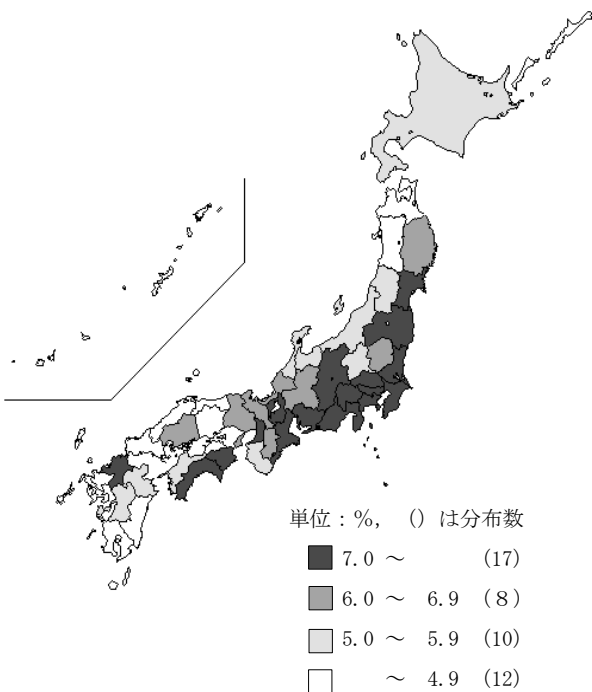 単位：％， （）は分布数
7.0 ～ （17）
6.0 ～ 6.9 （８）
5.0 ～ 5.9 （10）
～ 4.9 （12）